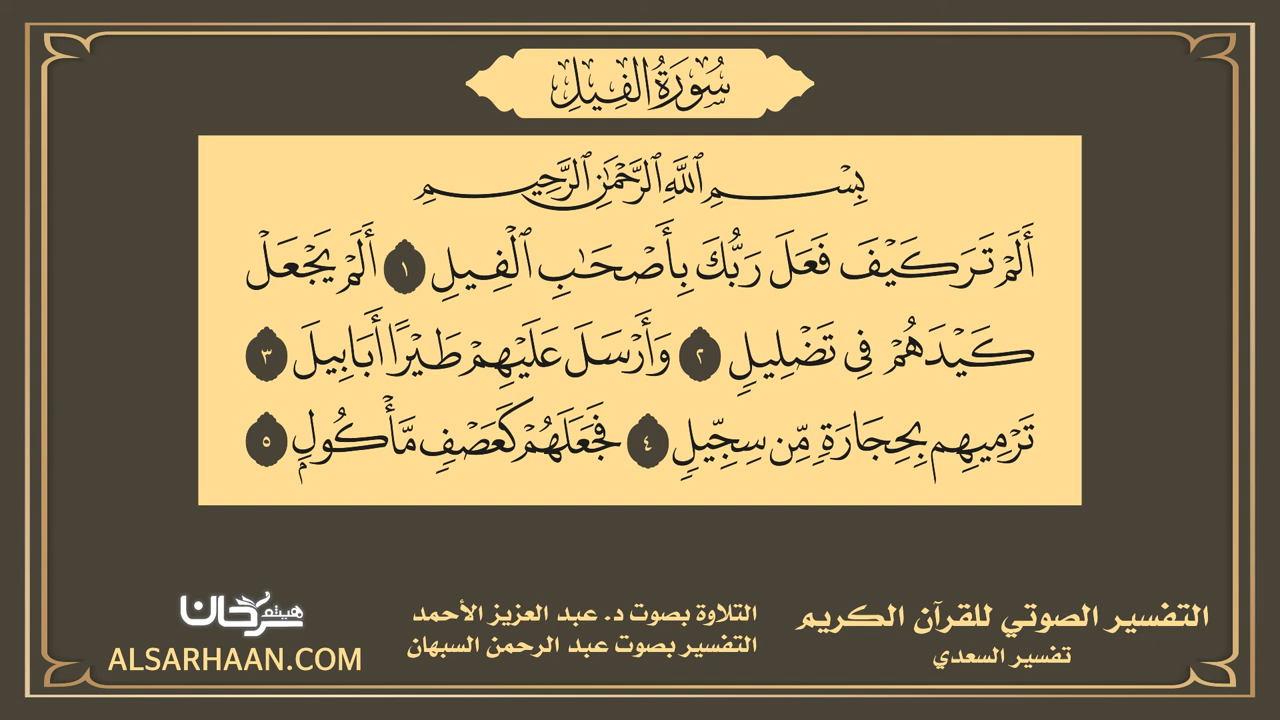 سُورَةُ الفِيلِ
بِسْمِ ٱللَّهِ ٱلرَّحْمَٰنِ ٱلرَّحِيمِ
أَلَمْ تَرَ كَيْفَ فَعَلَ رَبُّكَ بِأَصْحَٰبِ ٱلْفِيلِ ١ أَلَمْ يَجْعَلْ
كَيْدَهُمْ فِى تَضْلِيلٍ ٢ وَأَرْسَلَ عَلَيْهِمْ طَيْرًا أَبَابِيلَ ٣
تَرْمِيهِم بِحِجَارَةٍ مِّن سِجِّيلٍ ٤ فَجَعَلَهُمْ كَعَصْفٍ مَّأْكُولٍۭ ٥
التفسير الصوتي للقرآن الكريم
تفسير السعدي
التلاوة بصوت د. عبد العزيز الأحمد
التفسير بصوت عبد الرحمن السبهان
هيثم سرحان
ALSARHAAN.COM